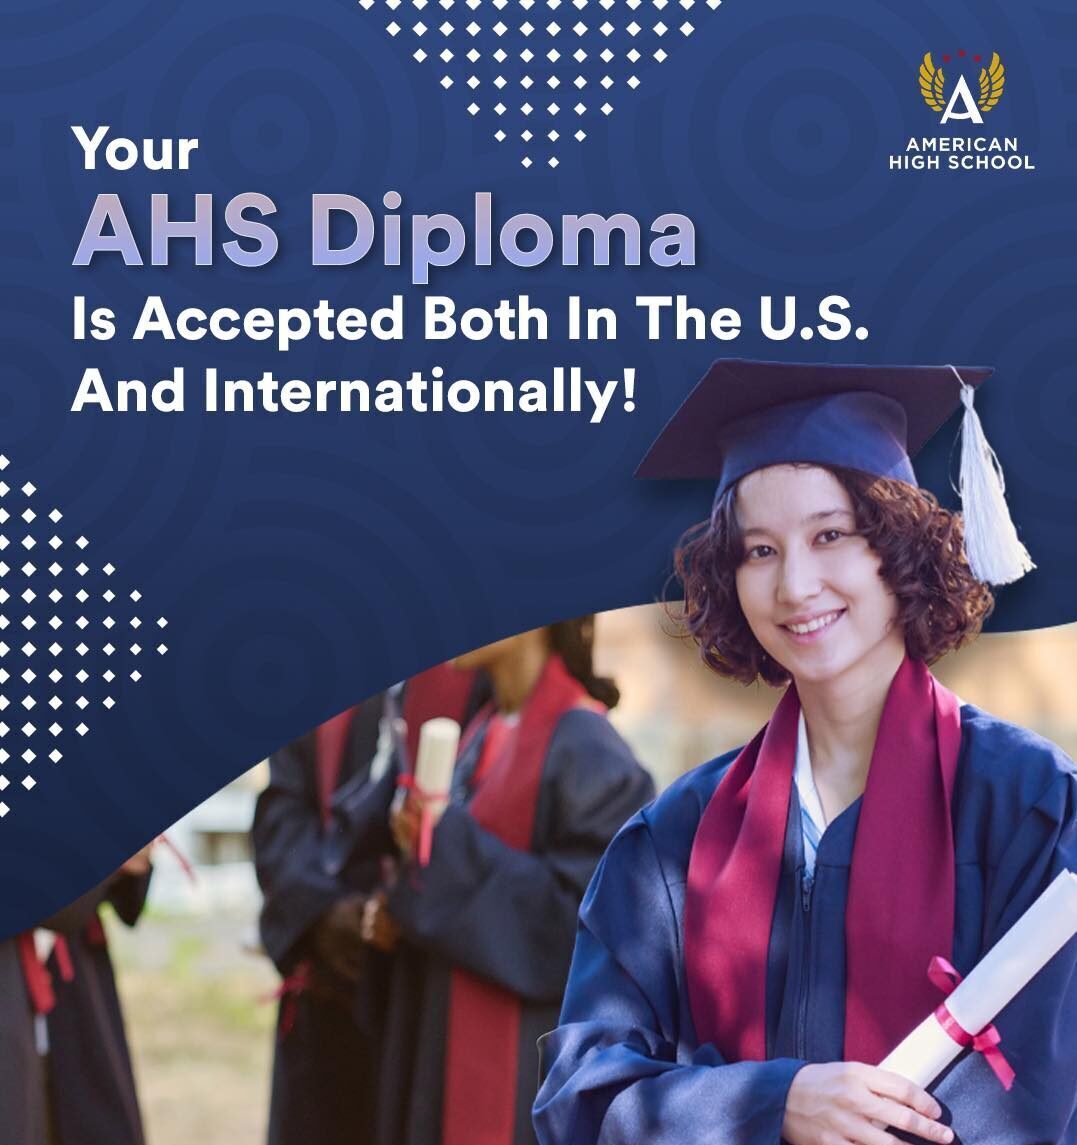 AMERICAN
HIGH SCHOOL
Your
AHS Diploma
Is Accepted Both In The U.S.
And Internationally!